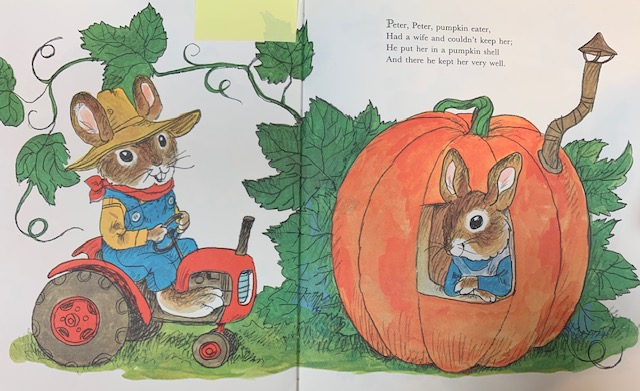 Peter, Peter, pumpkin eater,
Had a wife and couldn't keep her;
He put her in a pumpkin shell
And there he kept her very well.